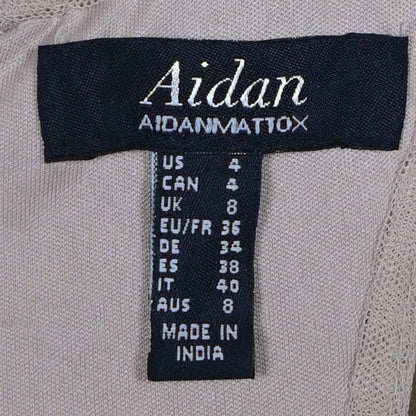 Aidan
AIDANMATTOX
US 4
CAN 4
UK 8
EU/FR 36
DE 34
ES 38
IT 40
AUS 8
MADE IN
INDIA